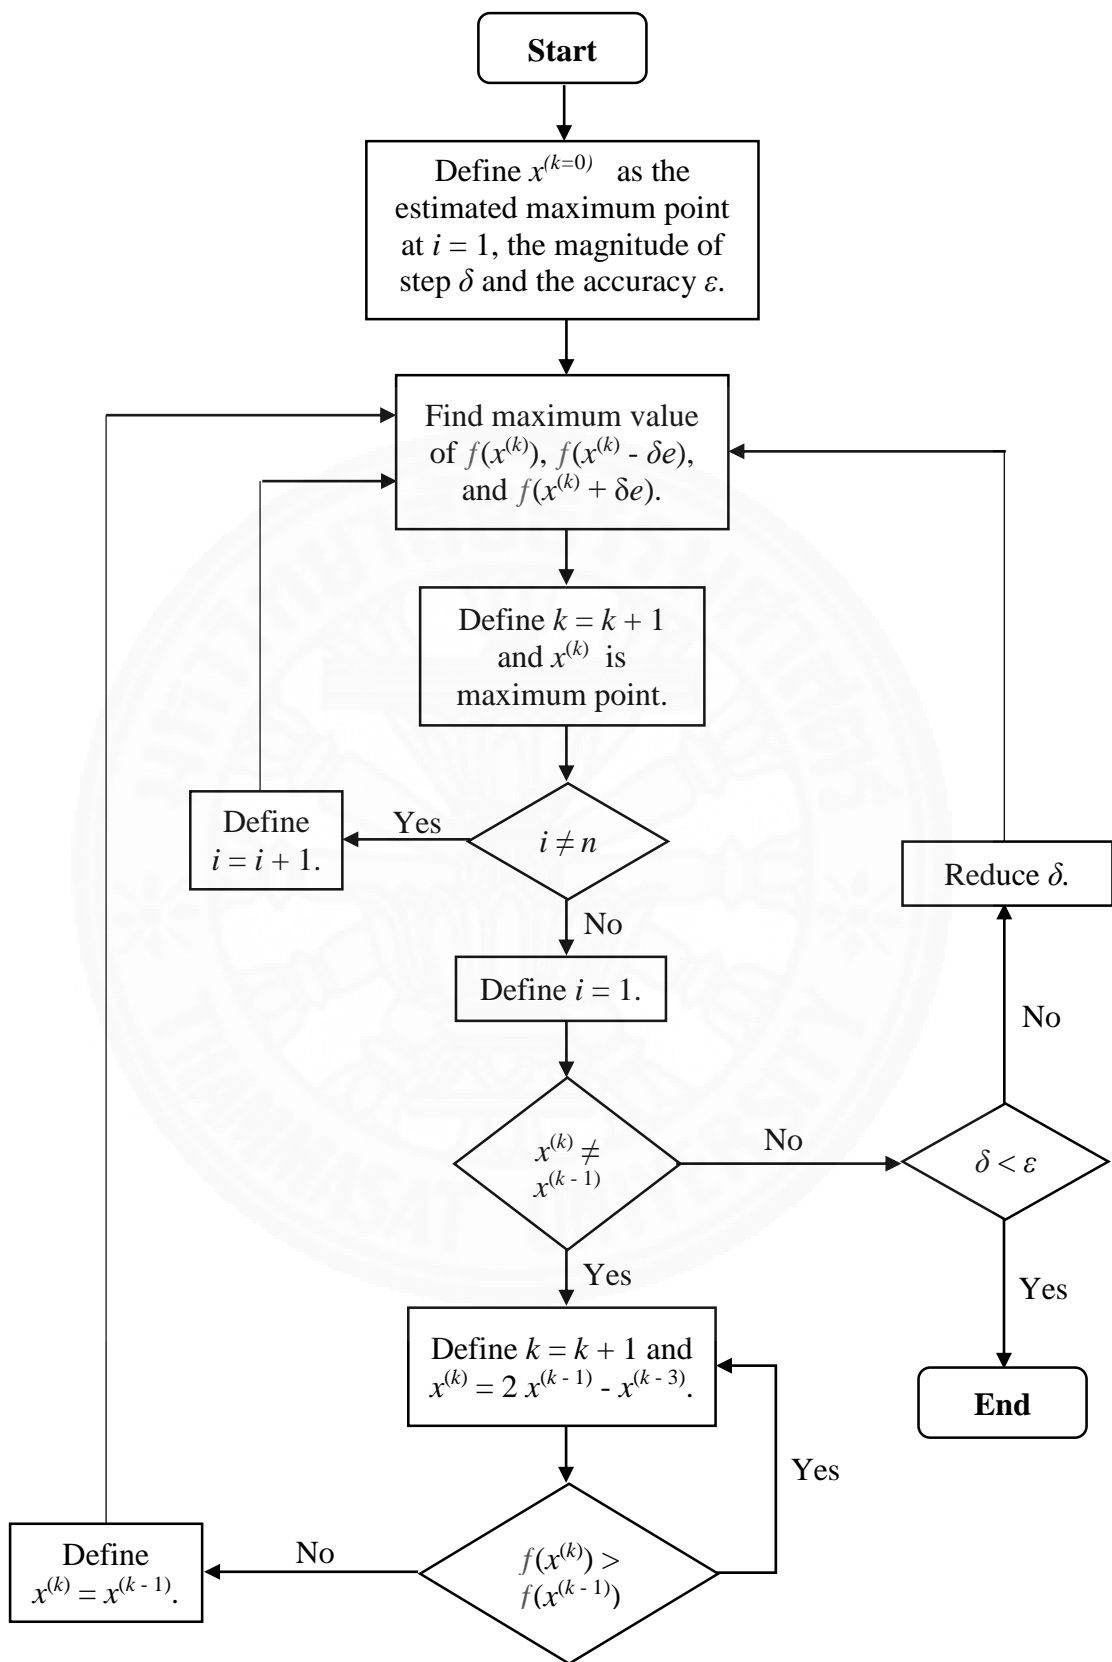 Start
Define x^(k=0) as the
estimated maximum point
at i = 1, the magnitude of
step δ and the accuracy ε.
Find maximum value
of f(x^(k)), f(x^(k) - δe),
and f(x^(k) + δe).
Define k = k + 1
and x^(k) is
maximum point.
Define
i = i + 1.
Yes
i ≠ n
Reduce δ.
No
Define i = 1.
No
x^(k) ≠
x^(k - 1)
No
δ < ε
Yes
Yes
Define k = k + 1 and
x^(k) = 2 x^(k - 1) - x^(k - 3).
End
Yes
Define
x^(k) = x^(k - 1).
No
f(x^(k)) >
f(x^(k - 1))
THAMMASAT UNIVERSITY